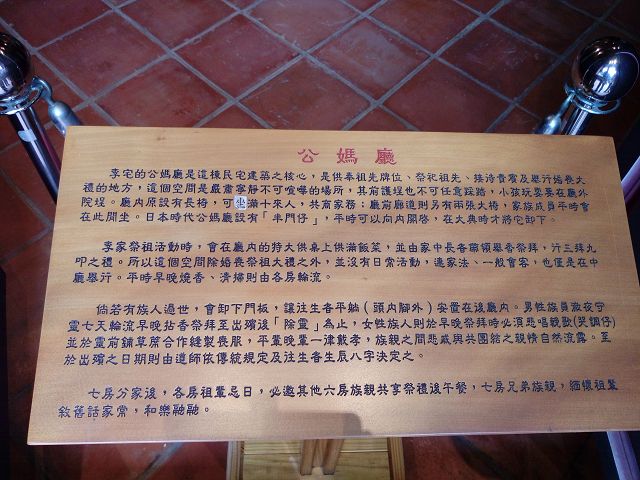 公媽廳
李宅的公媽廳是這棟民宅建築之核心，是供奉祖先牌位、祭祀祖先、接待貴賓及舉行婚喪大
禮的地方，這個空間是嚴肅寧靜不可喧嘩的場所，其前護埕也不可任意踩踏，小孩玩耍要在廳外
院埕。廳內原設有長椅，可坐滿十來人，共商家務；廳前廊道則另有兩張大椅，家族成員平時會
在此閒坐。日本時代公媽廳設有「半門仔」，平時可以向內開啓，在大典時才將它卸下。
李家祭祖活動時，會在廳內的特大供桌上供滿飯菜，並由家中長者帶領舉香祭拜，行三拜九
叩之禮。所以這個空間除婚喪祭祖大禮之外，並沒有日常活動，連家法、一般會客，也僅是在中
廳舉行。平時早晚燒香、清掃則由各房輪流。
倘若有族人過世，會卸下門板，讓往生者平躺（頭內腳外）安置在後廳內。男性族員徹夜守
靈七天輪流早晚拈香祭拜至出殯後「除靈」為止，女性族人則於早晚祭拜時必須悲唱親歌(哭調仔)
並於靈前鋪草蓆合作縫製喪服，平輩晚輩一律戴孝，族親之間悲戚與共團結之親情自然流露。至
於出殯之日期則由道師依傳統規定及往生者生辰八字決定之。
七房分家後，各房祖輩忌日，必邀其他六房族親共享祭禮後午餐，七房兄弟族親，緬懷祖輩
敘舊話家常，和樂融融。